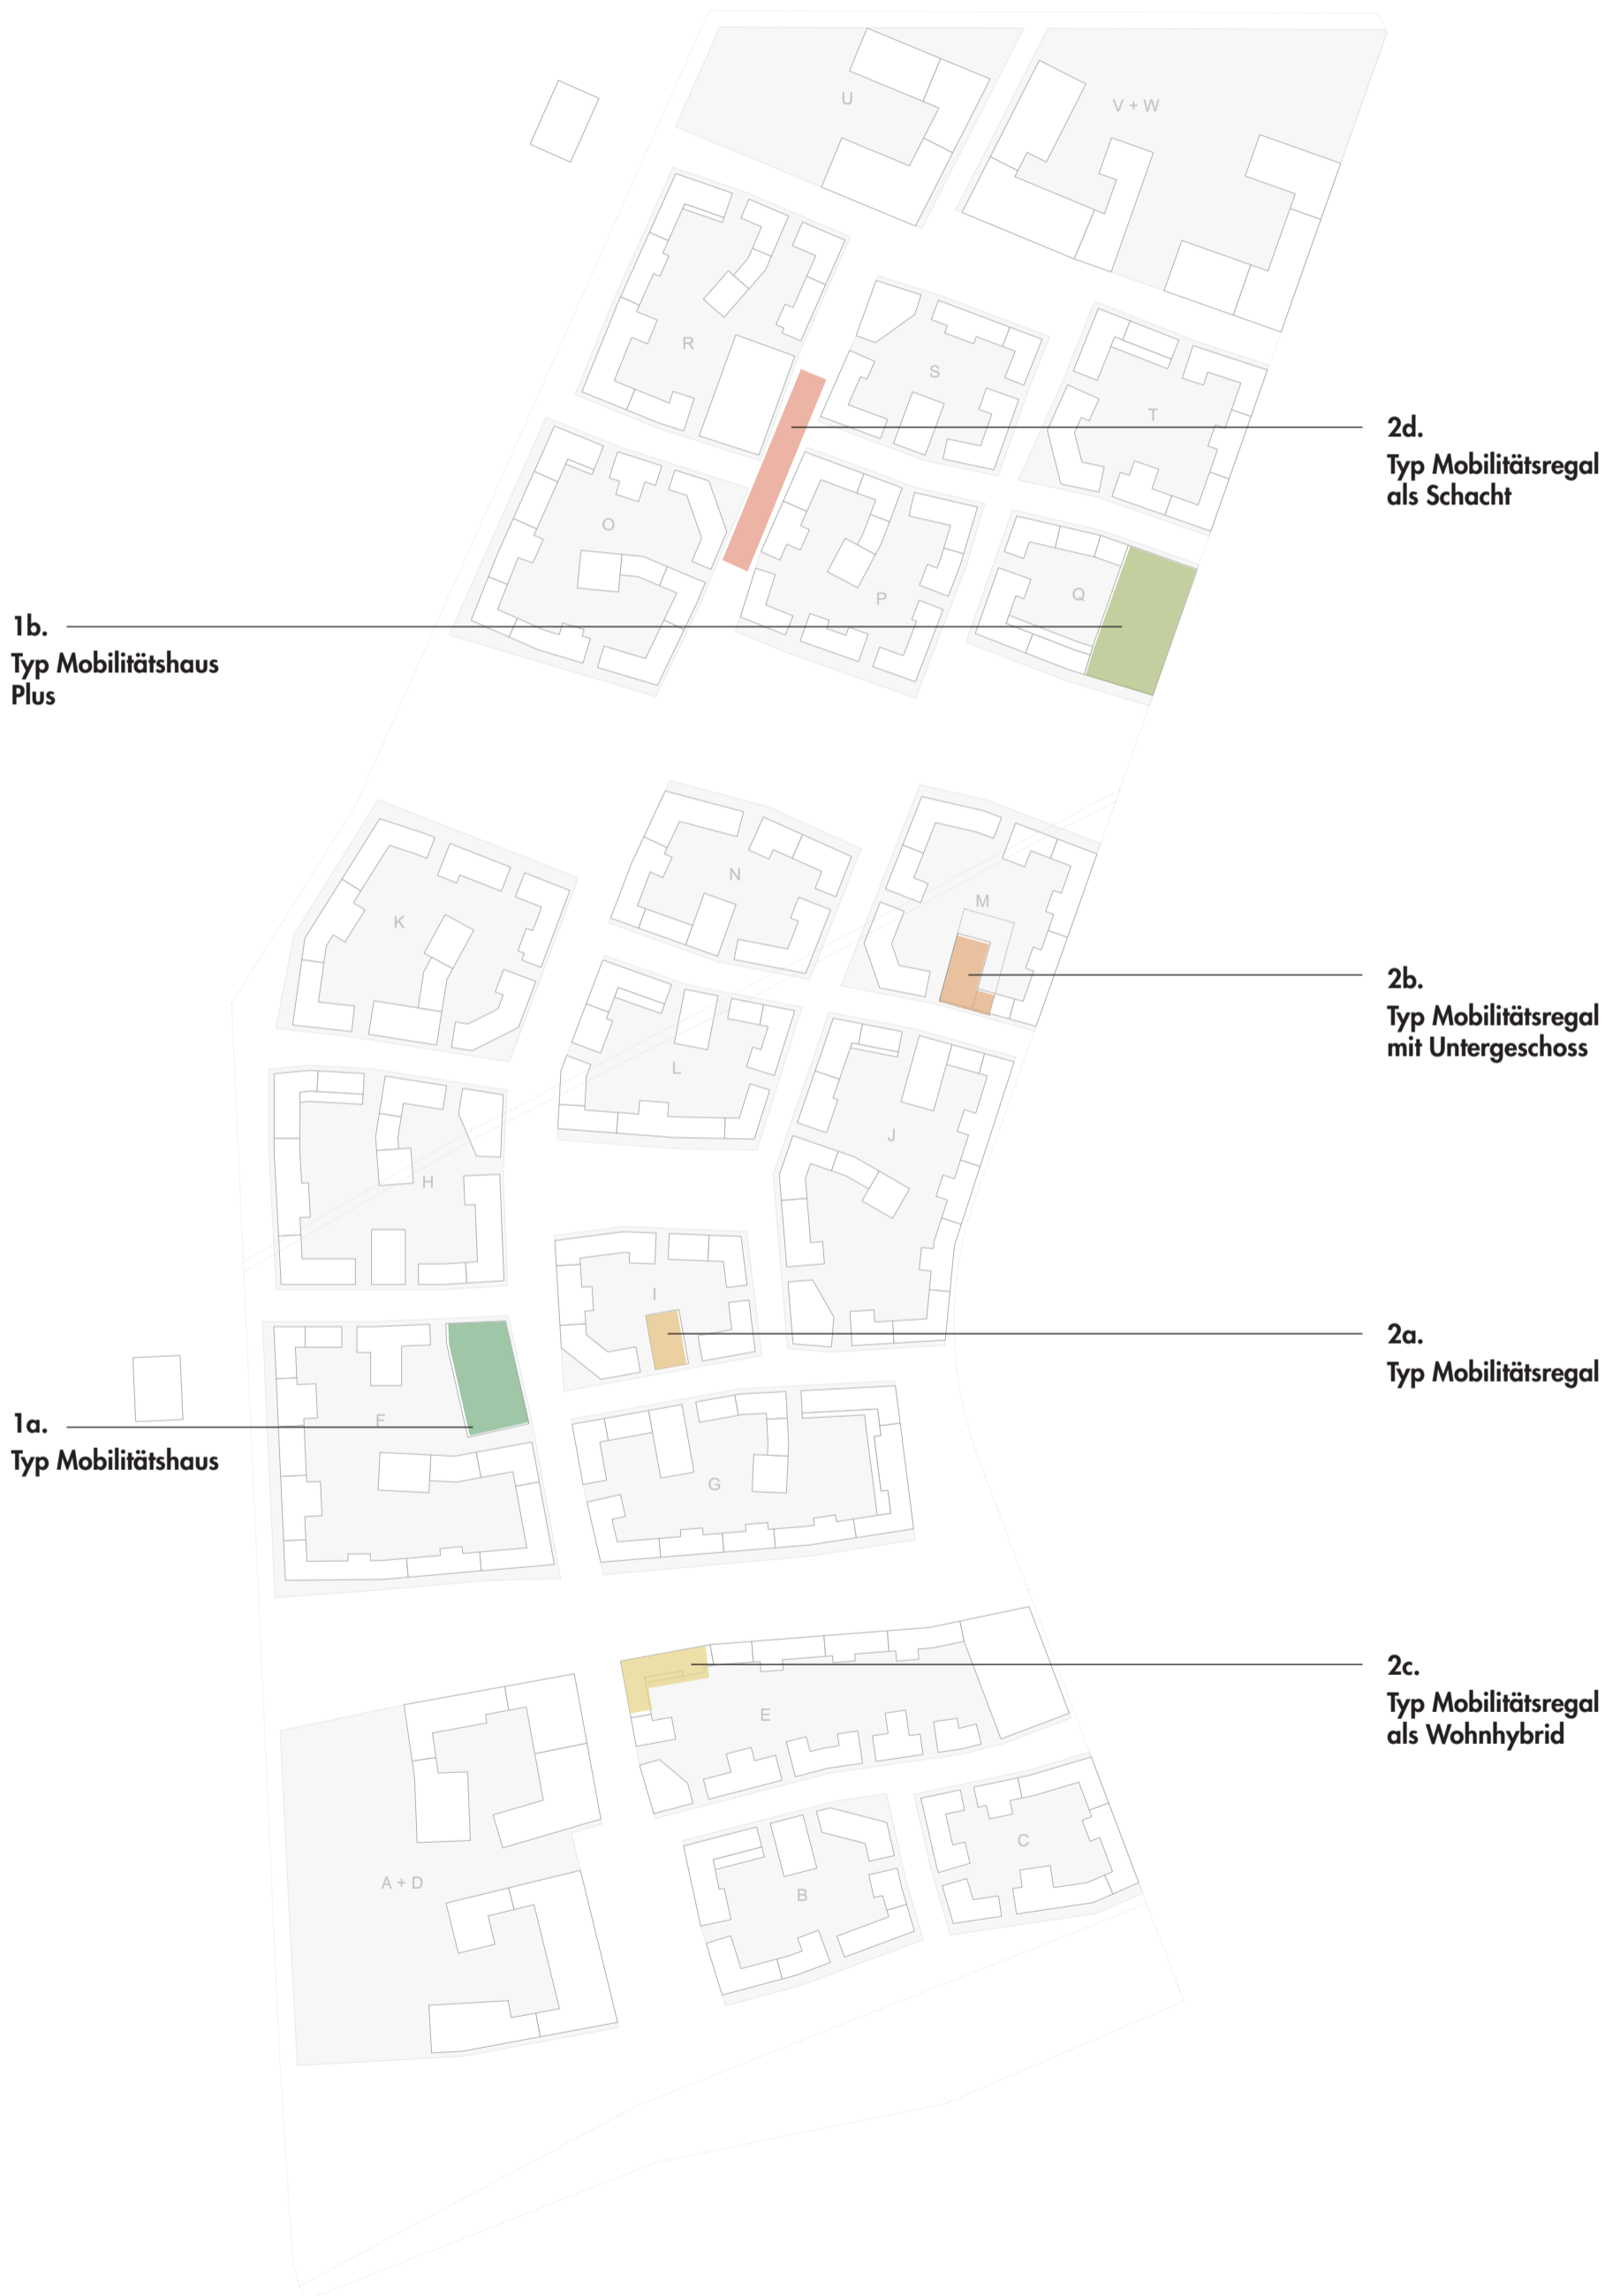 U
V + W
R
S
T
2d.
Typ Mobilitätsregal
als Schacht
O
P
Q
1b.
Typ Mobilitätshaus
Plus
N
M
K
2b.
Typ Mobilitätsregal
mit Untergeschoss
L
J
H
I
2a.
Typ Mobilitätsregal
F
1a.
Typ Mobilitätshaus
G
2c.
Typ Mobilitätsregal
als Wohnhybrid
E
C
A + D
B